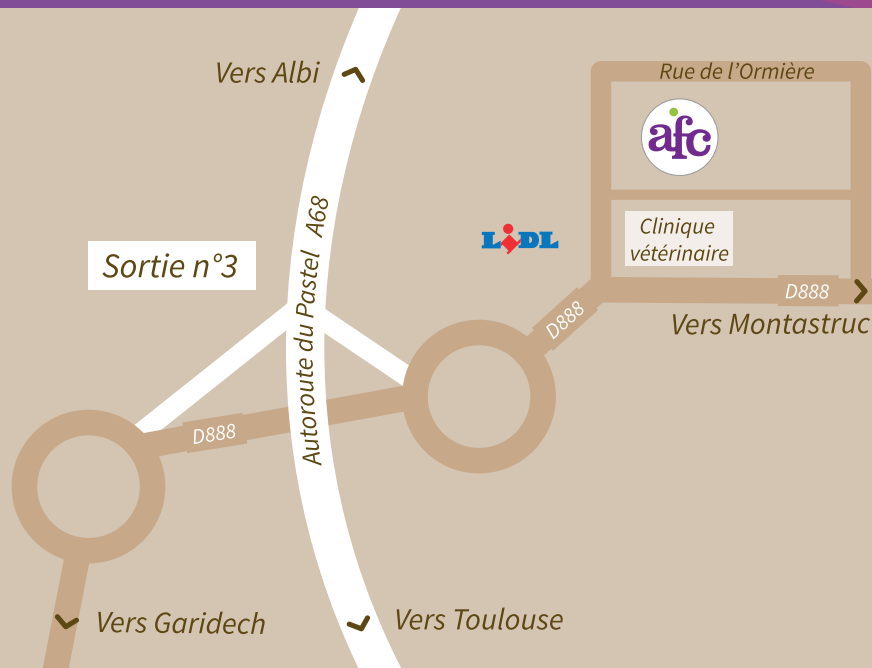 Vers Albi
Rue de l'Ormière
afc
Autoroute du Pastel A68
LiDL
Clinique
vétérinaire
Sortie n°3
D888
D888
Vers Montastruc
D888
Vers Garidech
Vers Toulouse